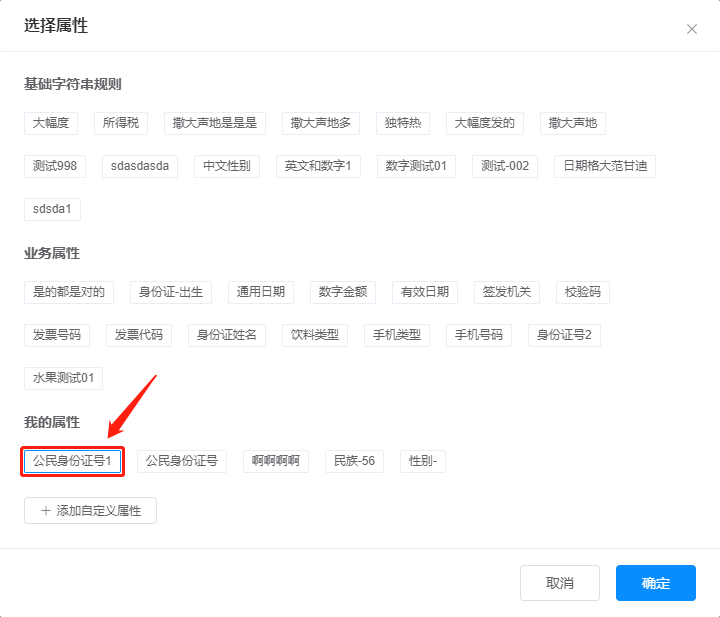 选择属性
基础字符串规则
大幅度 所得税 撒大声地是是是 撒大声地多 独特热 大幅度发的 撒大声地
测试998 sdasdasda 中文性别 英文和数字1 数字测试01 测试-002 日期格大范甘迪
sdsda1
业务属性
是的都是对的 身份证-出生 通用日期 数字金额 有效日期 签发机关 校验码
发票号码 发票代码 身份证姓名 饮料类型 手机类型 手机号码 身份证号2
水果测试01
我的属性
公民身份证号1 公民身份证号 啊啊啊啊 民族-56 性别-
添加自定义属性
取消 确定